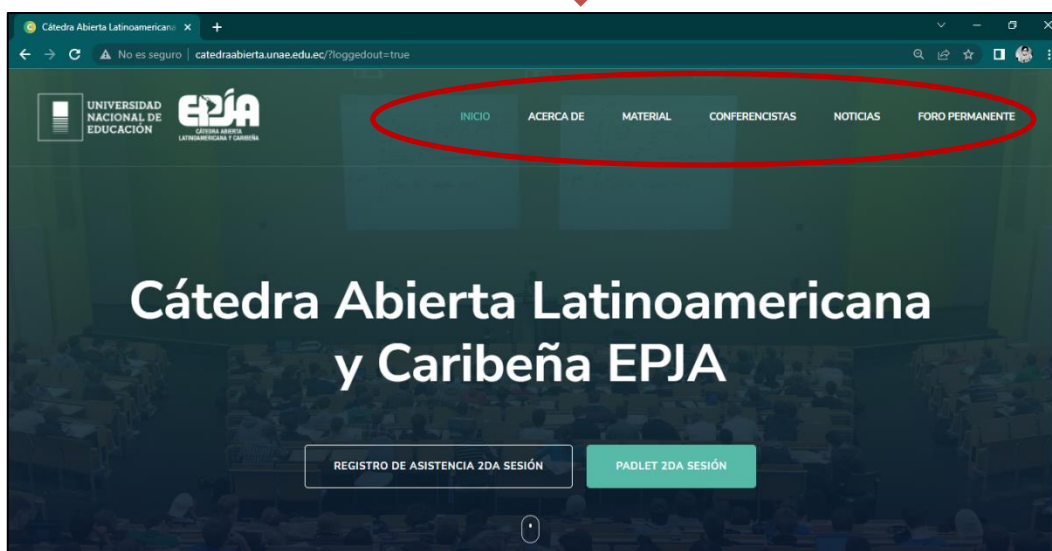 Cátedra Abierta Latinoamericana
No es seguro | catedraabierta.unae.edu.ec/?loggedout=true
UNIVERSIDAD
NACIONAL DE
EDUCACIÓN
EPJA
CÁTEDRA ABIERTA
LATINOAMERICANA Y CARIBEÑA
INICIO ACERCA DE MATERIAL CONFERENCISTAS NOTICIAS FORO PERMANENTE
Cátedra Abierta Latinoamericana
y Caribeña EPJA
REGISTRO DE ASISTENCIA 2DA SESIÓN PADLET 2DA SESIÓN